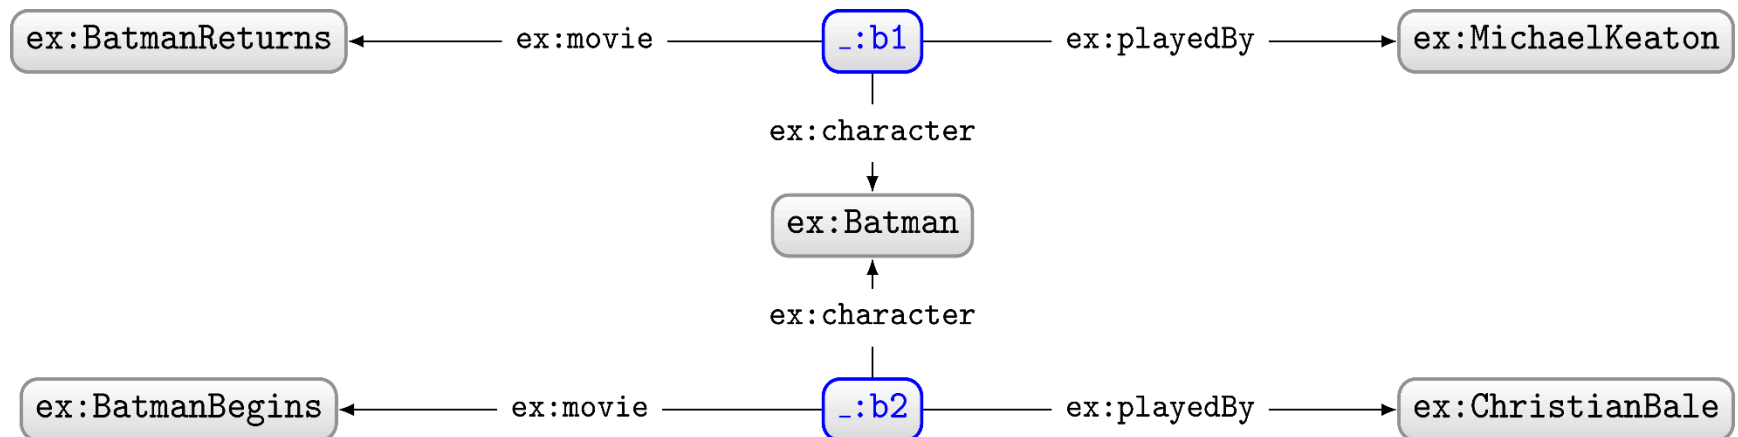 ex:BatmanReturns ex:movie _:b1 ex:playedBy ex:MichaelKeaton
ex:character
ex:Batman
ex:character
ex:BatmanBegins ex:movie _:b2 ex:playedBy ex:ChristianBale